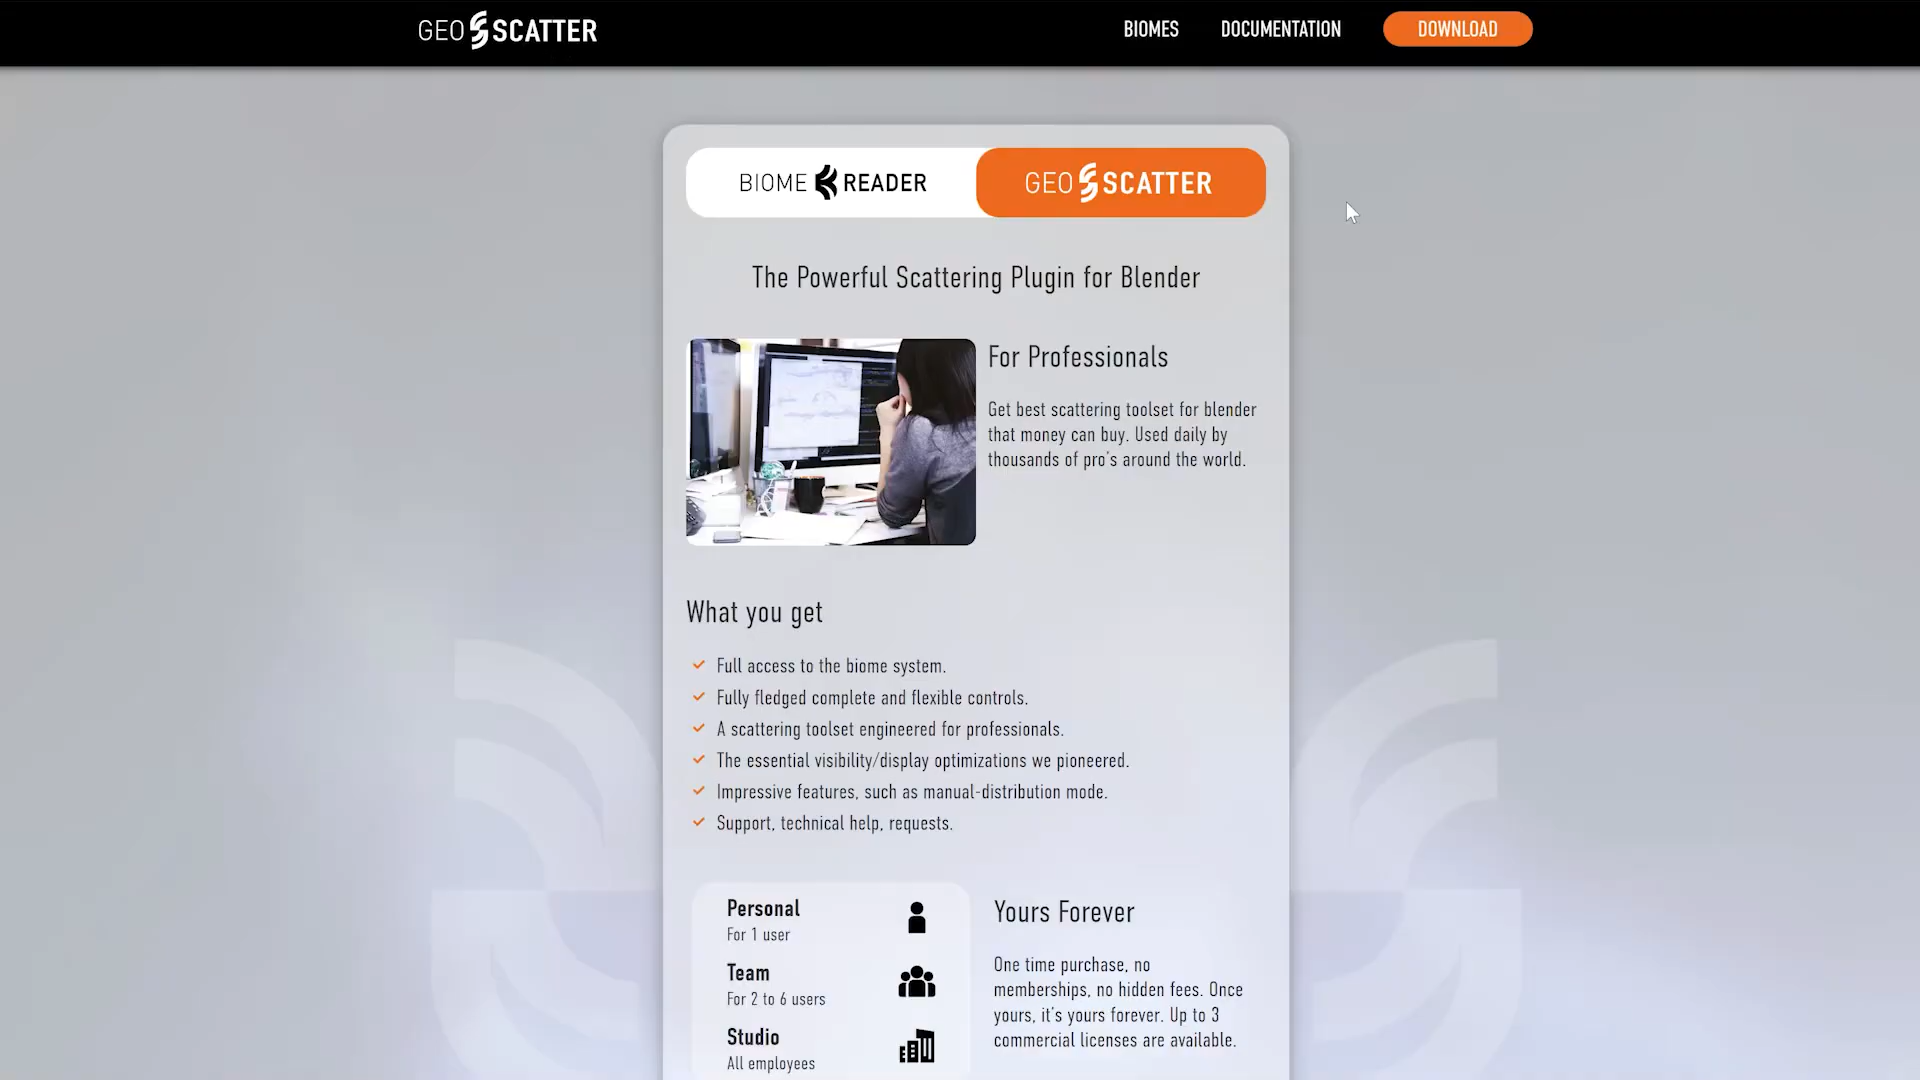 GEO SCATTER
BIOMES
DOCUMENTATION
DOWNLOAD
BIOME READER
GEO SCATTER
The Powerful Scattering Plugin for Blender
For Professionals
Get best scattering toolset for blender
that money can buy. Used daily by
thousands of pro's around the world.
What you get
Full access to the biome system.
Fully fledged complete and flexible controls.
A scattering toolset engineered for professionals.
The essential visibility/display optimizations we pioneered.
Impressive features, such as manual-distribution mode.
Support, technical help, requests.
Personal
For 1 user
Team
For 2 to 6 users
Studio
All employees
Yours Forever
One time purchase, no
memberships, no hidden fees. Once
yours, it's yours forever. Up to 3
commercial licenses are available.